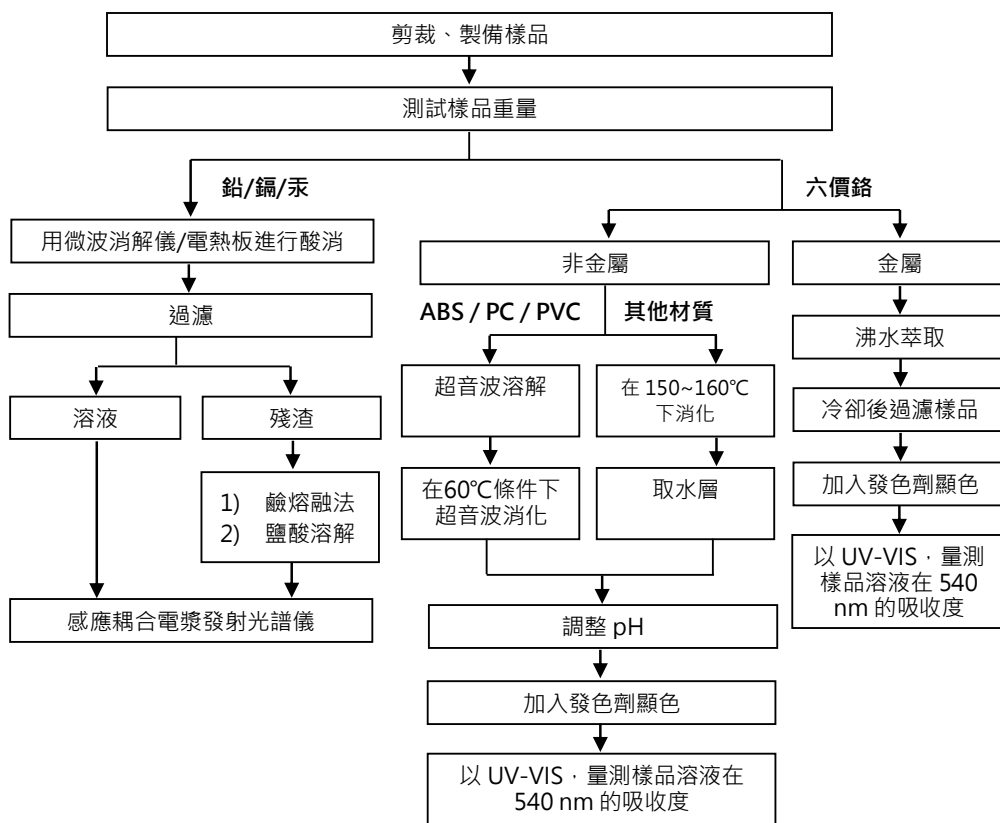 剪裁、製備樣品
測試樣品重量
鉛/鎘/汞
六價鉻
用微波消解儀/電熱板進行酸消
過濾
溶液
殘渣
1) 鹼熔融法
2) 鹽酸溶解
感應耦合電漿發射光譜儀
非金屬
ABS / PC / PVC
其他材質
超音波溶解
在60℃條件下
超音波消化
在 150~160℃
下消化
取水層
調整 pH
加入發色劑顯色
以 UV-VIS，量測樣品溶液在
540 nm 的吸收度
金屬
沸水萃取
冷卻後過濾樣品
加入發色劑顯色
以 UV-VIS，量測
樣品溶液在 540
nm 的吸收度